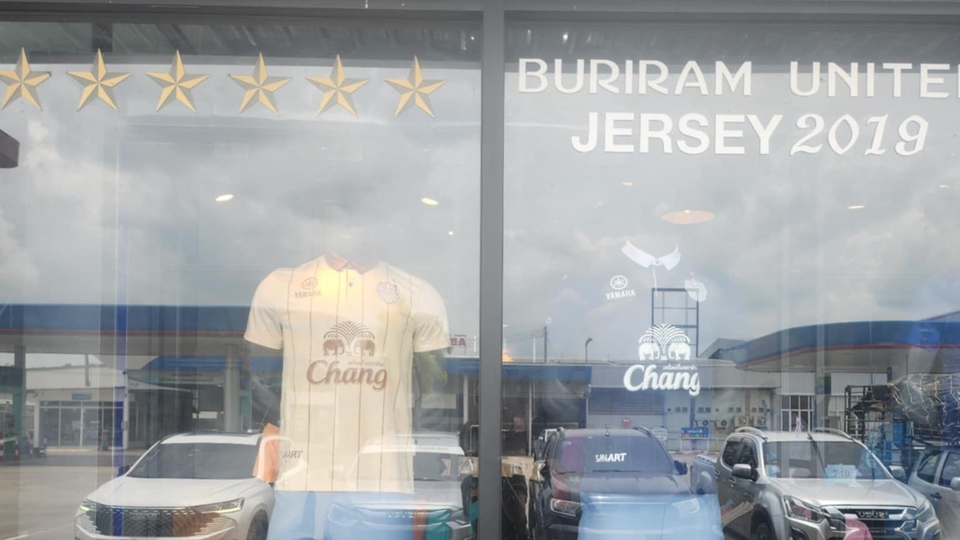 BURIRAM UNITE
JERSEY 2019
YAMAHA
YAMAHA
Chang
Chang
SMART